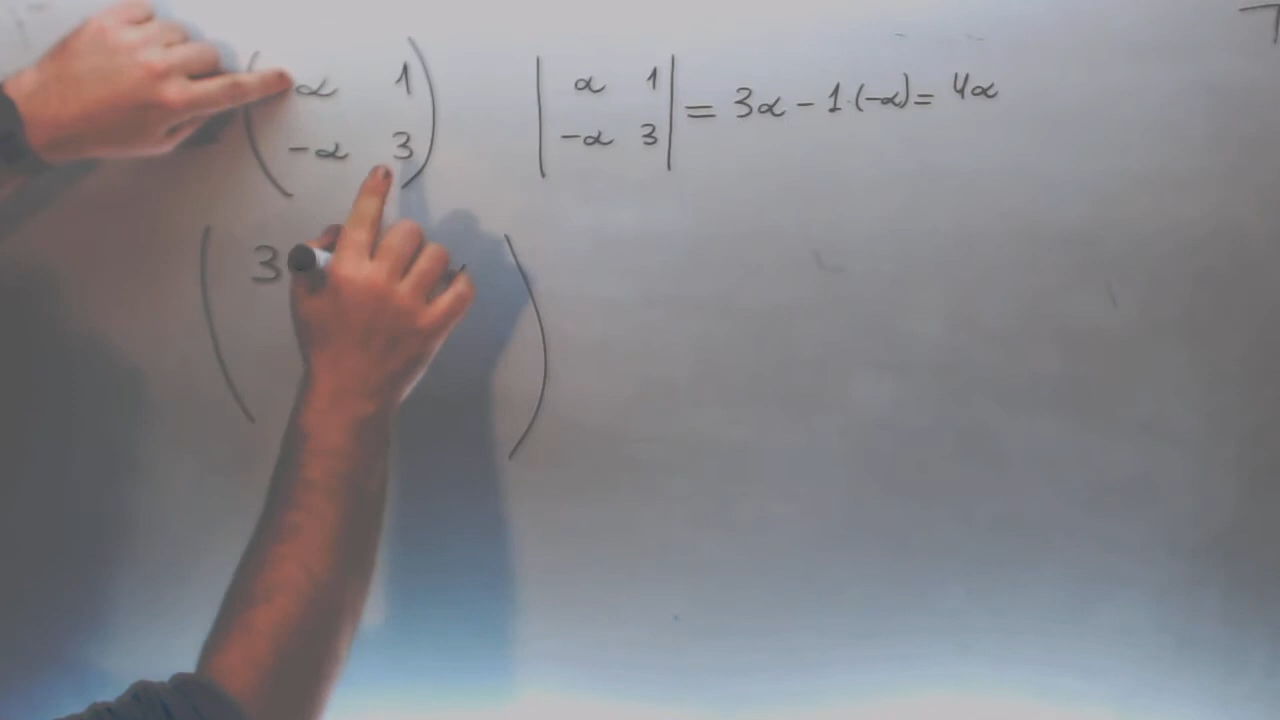 ( α 1 ) | α 1 | = 3α - 1·(-α) = 4α
( -α 3 ) | -α 3 |
( 3 )